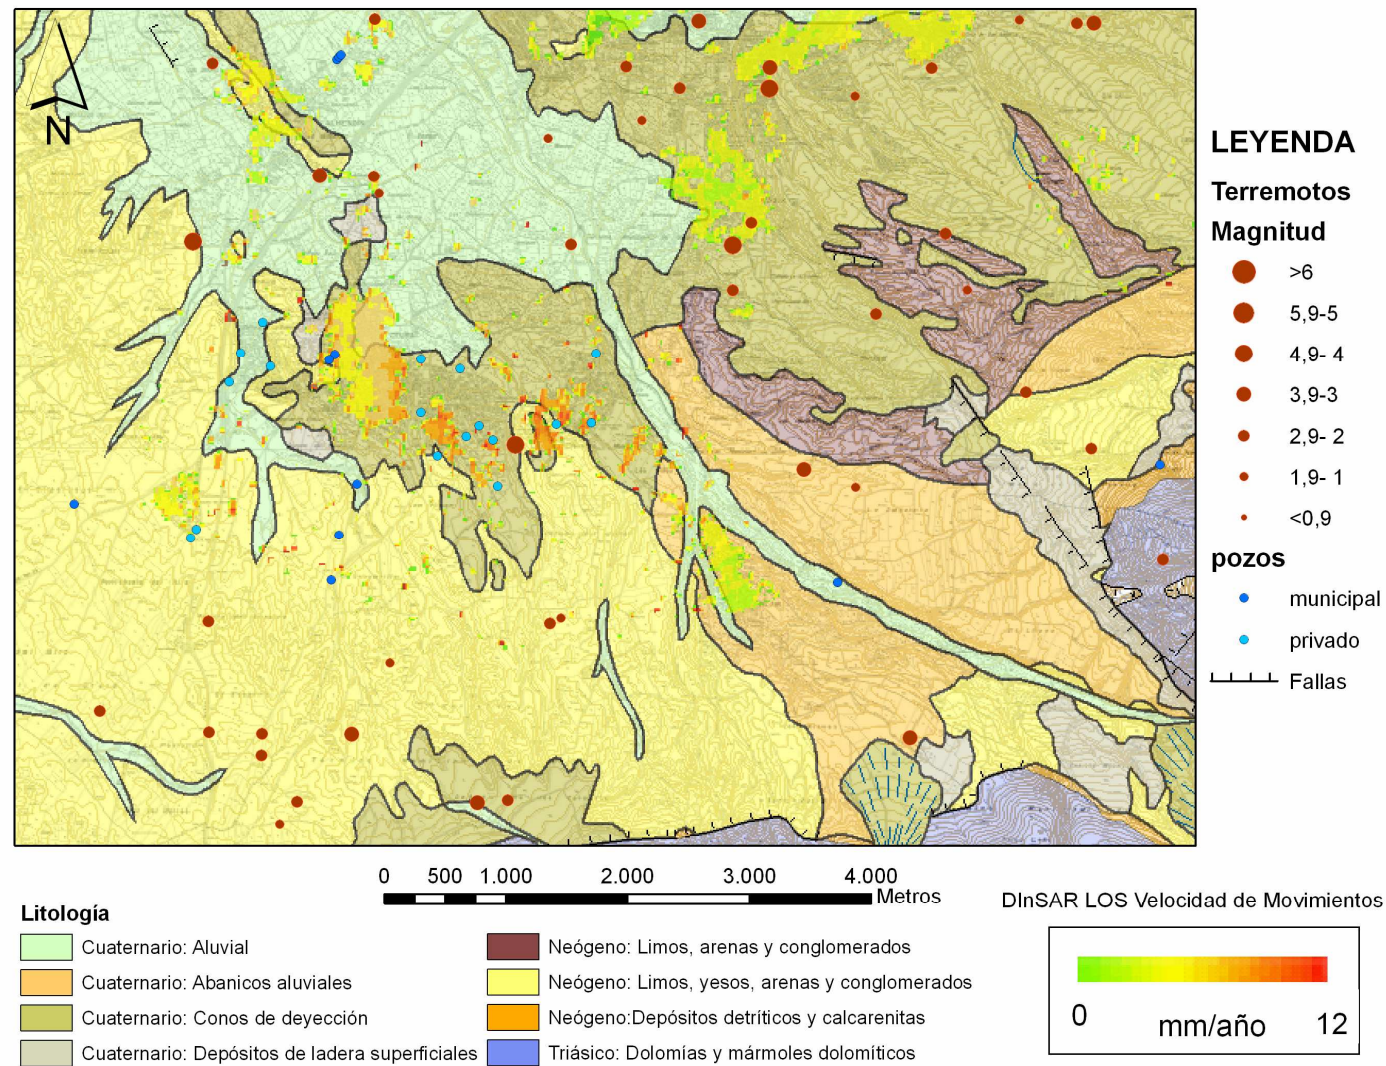 N
LEYENDA
Terremotos
Magnitud
>6
5,9-5
4,9- 4
3,9-3
2,9- 2
1,9- 1
<0,9
pozos
municipal
privado
Fallas
0 500 1.000 2.000 3.000 4.000
Metros
DInSAR LOS Velocidad de Movimientos
0 mm/año 12
Litología
Cuaternario: Aluvial
Cuaternario: Abanicos aluviales
Cuaternario: Conos de deyección
Cuaternario: Depósitos de ladera superficiales
Neógeno: Limos, arenas y conglomerados
Neógeno: Limos, yesos, arenas y conglomerados
Neógeno:Depósitos detríticos y calcarenitas
Triásico: Dolomías y mármoles dolomíticos